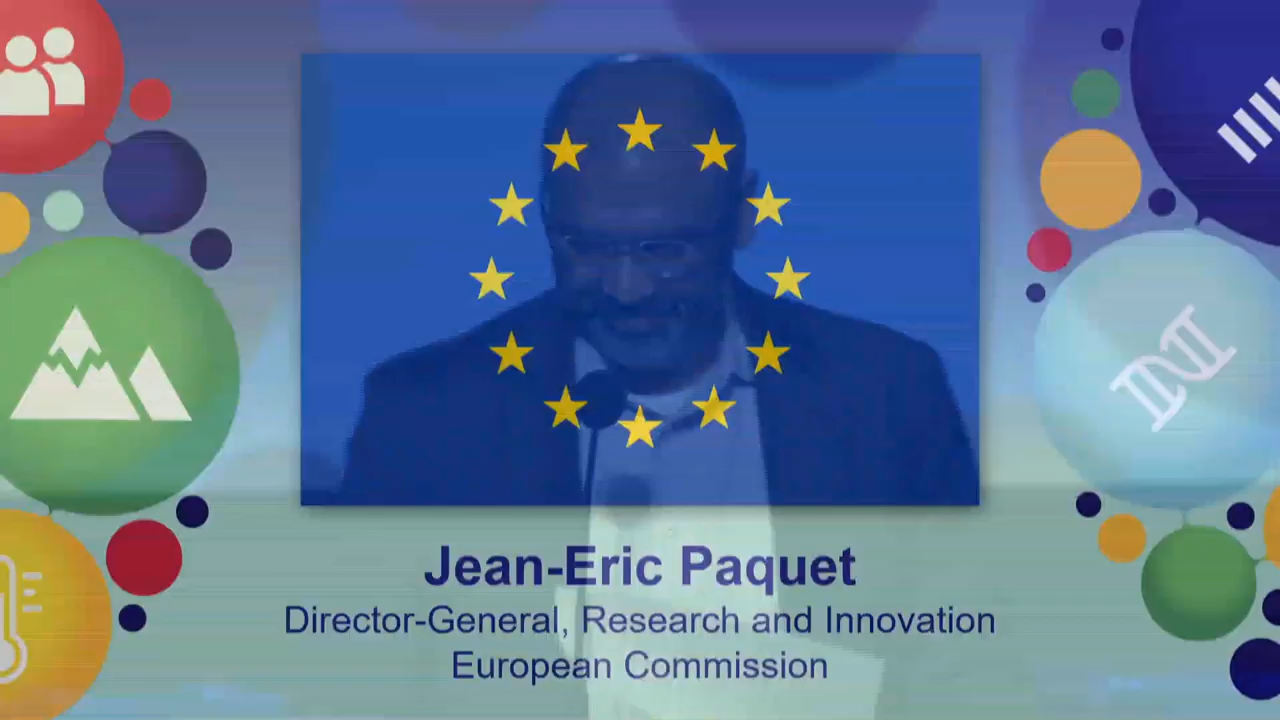 Jean-Eric Paquet
Director-General, Research and Innovation
European Commission